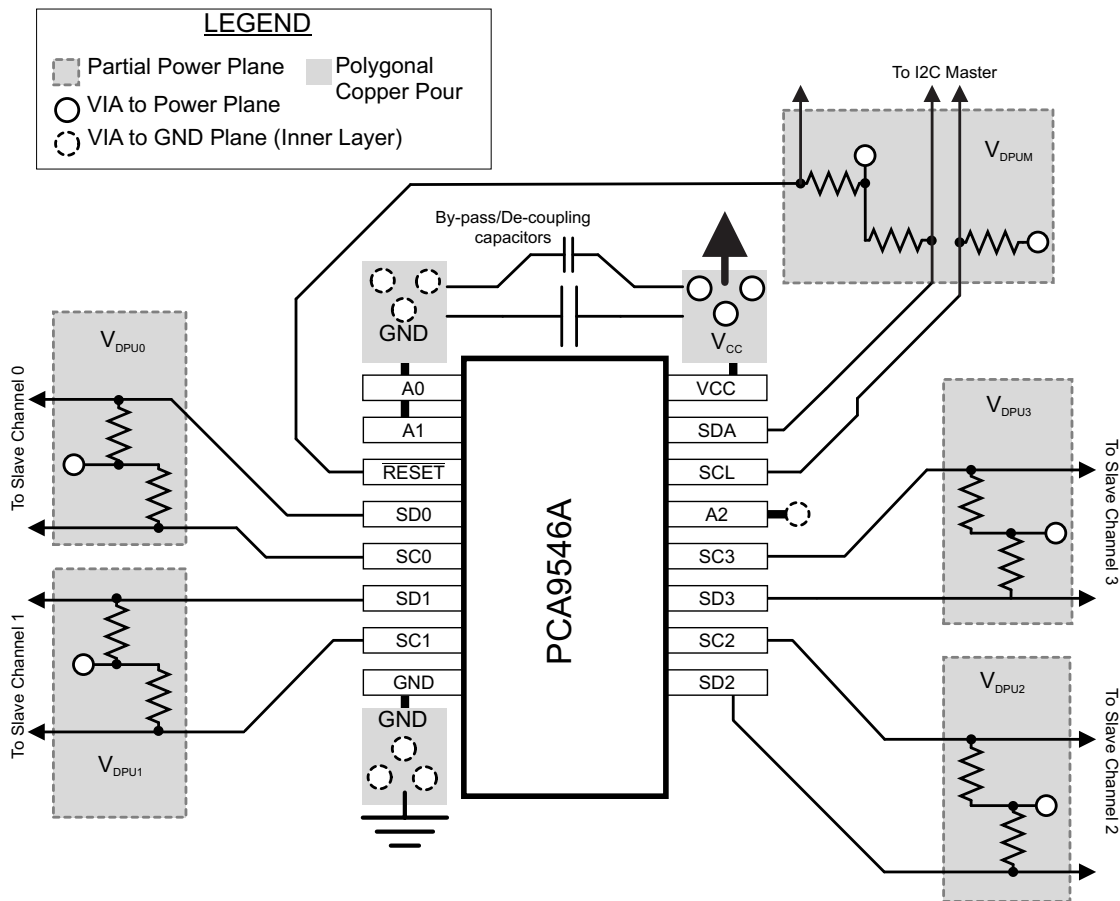 LEGEND
Partial Power Plane
Polygonal
Copper Pour
VIA to Power Plane
VIA to GND Plane (Inner Layer)
To I2C Master
VDPUM
By-pass/De-coupling
capacitors
GND
VCC
VDPU0
To Slave Channel 0
A0
A1
RESET
SD0
SC0
SD1
SC1
GND
GND
To Slave Channel 1
VDPU1
PCA9546A
VCC
SDA
SCL
A2
SC3
SD3
SC2
SD2
VDPU3
To Slave Channel 3
VDPU2
To Slave Channel 2